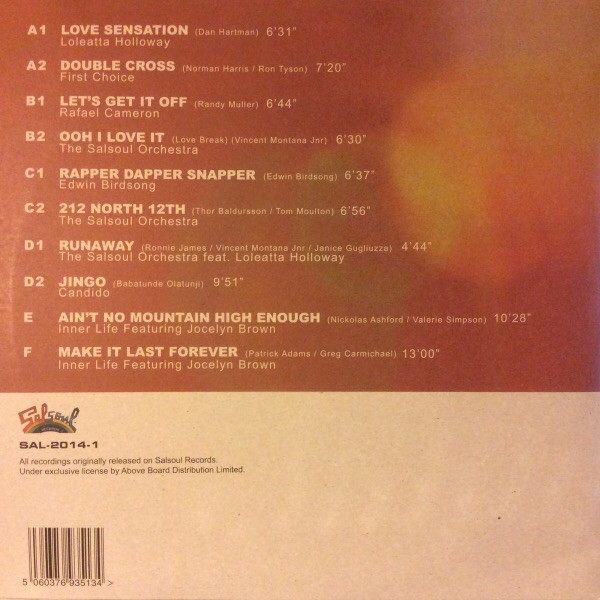 A1 LOVE SENSATION (Dan Hartman) 6'31"
Loleatta Holloway
A2 DOUBLE CROSS (Norman Harris / Ron Tyson) 7'20"
First Choice
B1 LET'S GET IT OFF (Randy Muller) 6'44"
Rafael Cameron
B2 OOH I LOVE IT (Love Break) (Vincent Montana Jnr) 6'30"
The Salsoul Orchestra
C1 RAPPER DAPPER SNAPPER (Edwin Birdsong) 6'37"
Edwin Birdsong
C2 212 NORTH 12TH (Thor Baldursson / Tom Moulton) 6'56"
The Salsoul Orchestra
D1 RUNAWAY (Ronnie James / Vincent Montana Jnr / Janice Gugliuzza) 4'44"
The Salsoul Orchestra feat. Loleatta Holloway
D2 JINGO (Babatunde Olatunji) 9'51"
Candido
E AIN'T NO MOUNTAIN HIGH ENOUGH (Nickolas Ashford / Valerie Simpson) 10'28"
Inner Life Featuring Jocelyn Brown
F MAKE IT LAST FOREVER (Patrick Adams / Greg Carmichael) 13'00"
Inner Life Featuring Jocelyn Brown
Salsoul
SAL-2014-1
All recordings originally released on Salsoul Records.
Under exclusive license by Above Board Distribution Limited.
5 060376 935134 >